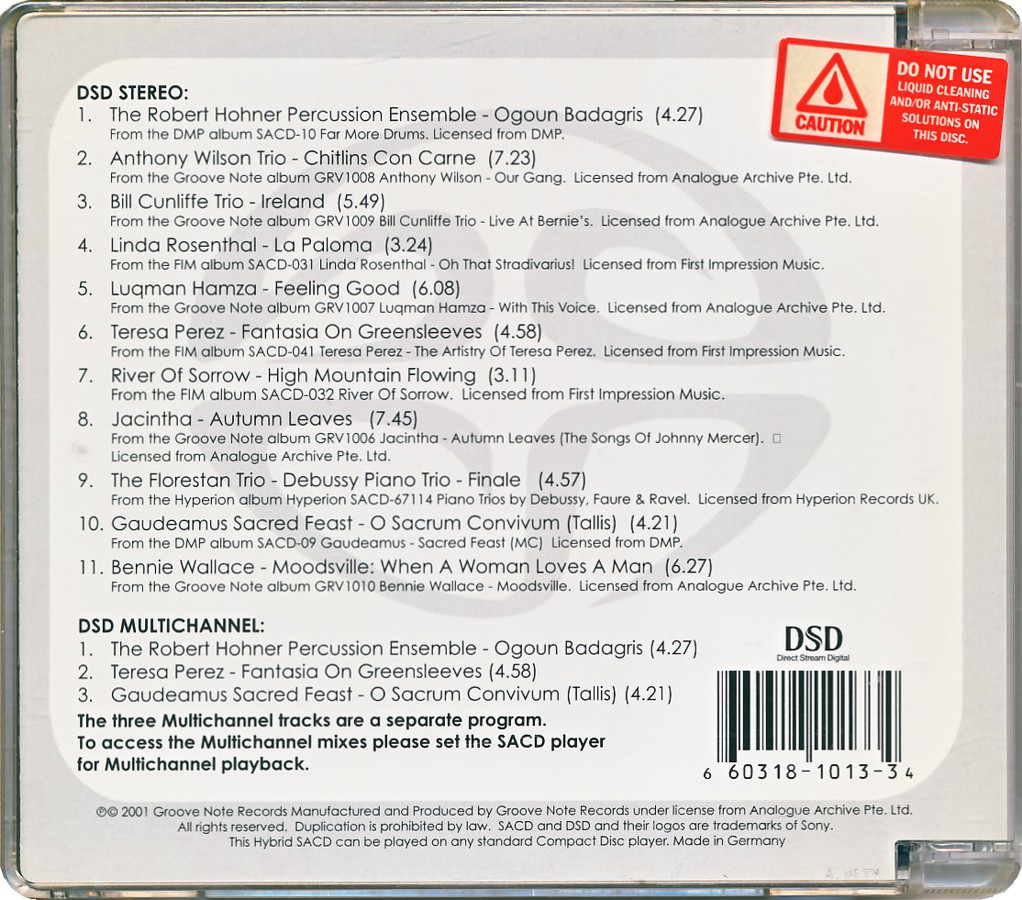 DSD STEREO:
1. The Robert Hohner Percussion Ensemble - Ogoun Badagris (4.27)
From the DMP album SACD-10 Far More Drums. Licensed from DMP.
2. Anthony Wilson Trio - Chitlins Con Carne (7.23)
From the Groove Note album GRV1008 Anthony Wilson - Our Gang. Licensed from Analogue Archive Pte. Ltd.
3. Bill Cunliffe Trio - Ireland (5.49)
From the Groove Note album GRV1009 Bill Cunliffe Trio - Live At Bernie's. Licensed from Analogue Archive Pte. Ltd.
4. Linda Rosenthal - La Paloma (3.24)
From the FIM album SACD-031 Linda Rosenthal - Oh That Stradivarius! Licensed from First Impression Music.
5. Luqman Hamza - Feeling Good (6.08)
From the Groove Note album GRV1007 Luqman Hamza - With This Voice. Licensed from Analogue Archive Pte. Ltd.
6. Teresa Perez - Fantasia On Greensleeves (4.58)
From the FIM album SACD-041 Teresa Perez - The Artistry Of Teresa Perez. Licensed from First Impression Music.
7. River Of Sorrow - High Mountain Flowing (3.11)
From the FIM album SACD-032 River Of Sorrow. Licensed from First Impression Music.
8. Jacintha - Autumn Leaves (7.45)
From the Groove Note album GRV1006 Jacintha - Autumn Leaves (The Songs Of Johnny Mercer). □
Licensed from Analogue Archive Pte. Ltd.
9. The Florestan Trio - Debussy Piano Trio - Finale (4.57)
From the Hyperion album Hyperion SACD-67114 Piano Trios by Debussy, Faure & Ravel. Licensed from Hyperion Records UK.
10. Gaudeamus Sacred Feast - O Sacrum Convivum (Tallis) (4.21)
From the DMP album SACD-09 Gaudeamus - Sacred Feast (MC) Licensed from DMP.
11. Bennie Wallace - Moodsville: When A Woman Loves A Man (6.27)
From the Groove Note album GRV1010 Bennie Wallace - Moodsville. Licensed from Analogue Archive Pte. Ltd.
DSD MULTICHANNEL:
1. The Robert Hohner Percussion Ensemble - Ogoun Badagris (4.27)
2. Teresa Perez - Fantasia On Greensleeves (4.58)
3. Gaudeamus Sacred Feast - O Sacrum Convivum (Tallis) (4.21)
The three Multichannel tracks are a separate program.
To access the Multichannel mixes please set the SACD player
for Multichannel playback.
DO NOT USE
LIQUID CLEANING
AND/OR ANTI-STATIC
SOLUTIONS ON
THIS DISC.
CAUTION
DSD
Direct Stream Digital
6 60318-1013-3 4
℗© 2001 Groove Note Records Manufactured and Produced by Groove Note Records under license from Analogue Archive Pte. Ltd.
All rights reserved. Duplication is prohibited by law. SACD and DSD and their logos are trademarks of Sony.
This Hybrid SACD can be played on any standard Compact Disc player. Made in Germany